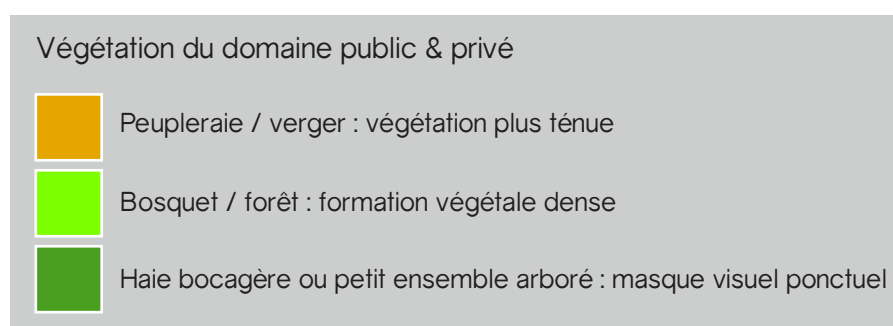 Végétation du domaine public & privé
Peupleraie / verger : végétation plus ténue
Bosquet / forêt : formation végétale dense
Haie bocagère ou petit ensemble arboré : masque visuel ponctuel